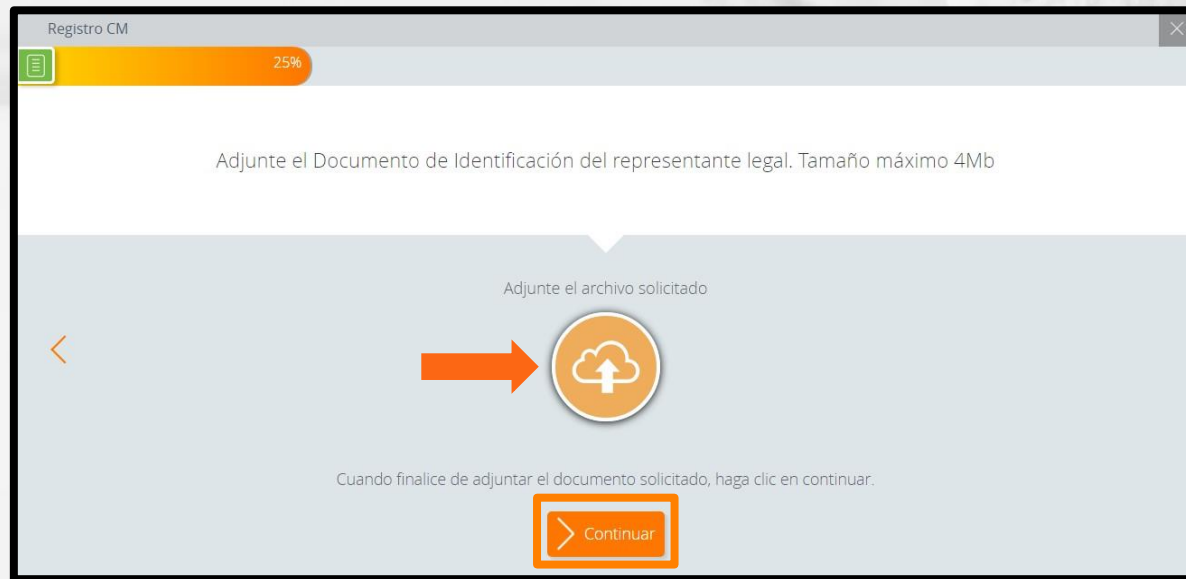 Registro CM
25%
Adjunte el Documento de Identificación del representante legal. Tamaño máximo 4Mb
Adjunte el archivo solicitado
Cuando finalice de adjuntar el documento solicitado, haga clic en continuar.
Continuar